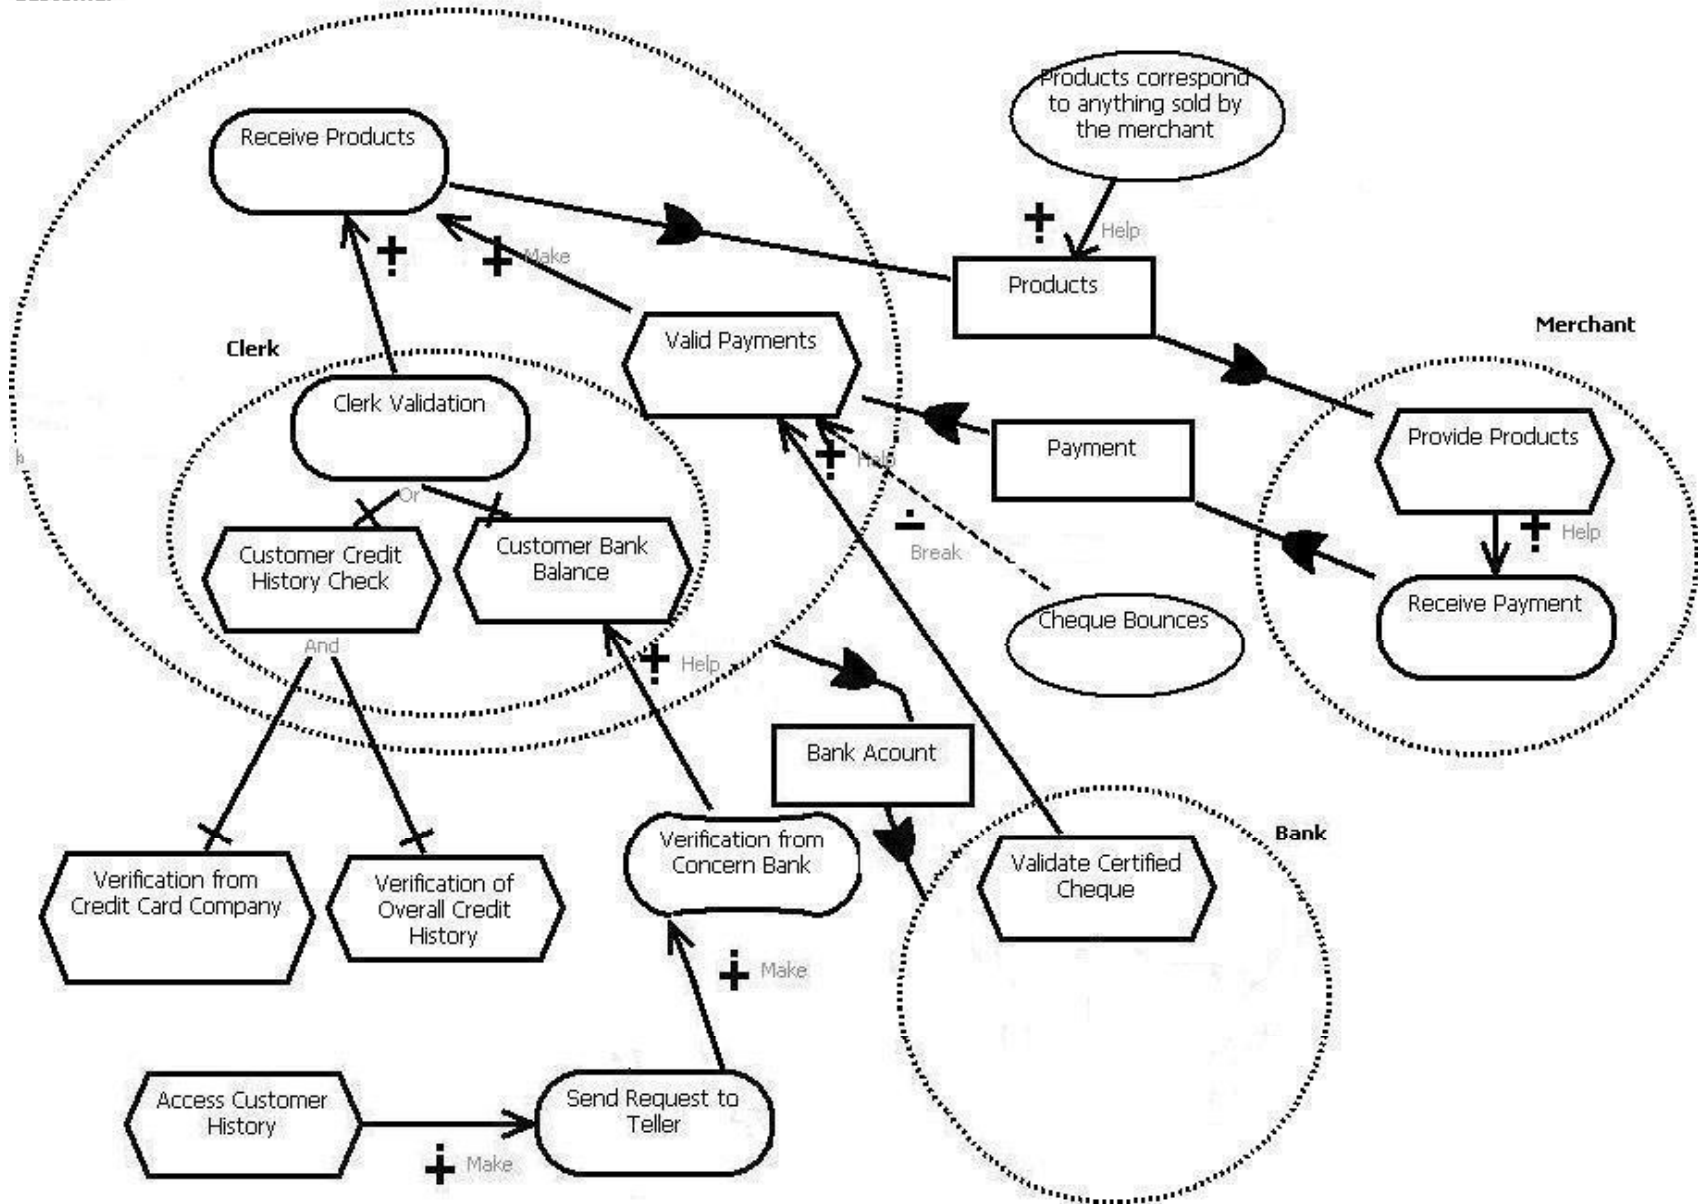 Products correspond
to anything sold by
the merchant
Receive Products
Help
Make
Products
Merchant
Clerk
Valid Payments
Clerk Validation
Payment
Provide Products
Help
Or
Break
Help
Customer Credit
History Check
Customer Bank
Balance
Cheque Bounces
Receive Payment
And
Help
Bank Acount
Bank
Verification from
Concern Bank
Validate Certified
Cheque
Verification from
Credit Card Company
Verification of
Overall Credit
History
Make
Access Customer
History
Send Request to
Teller
Make